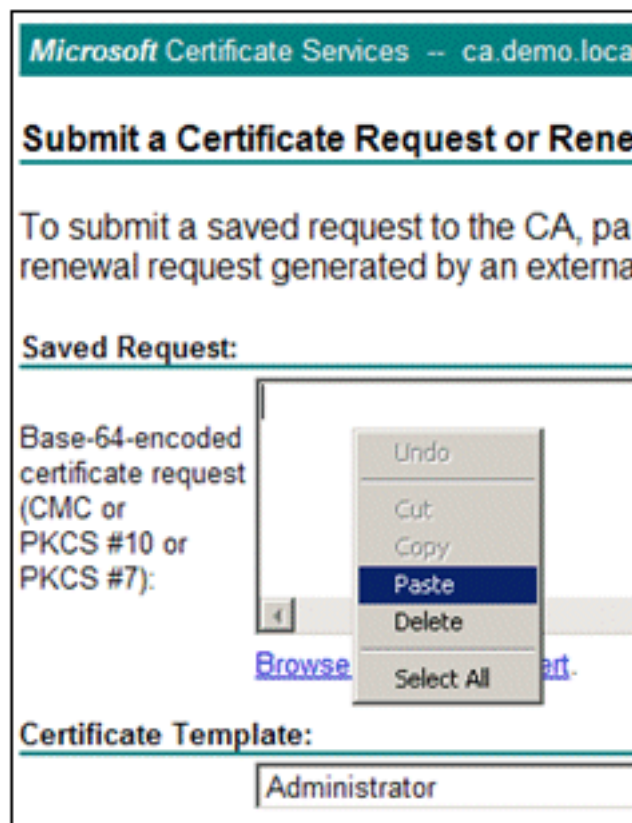 Microsoft Certificate Services -- ca.demo.loca
Submit a Certificate Request or Rene
To submit a saved request to the CA, pa
renewal request generated by an externa
Saved Request:
Base-64-encoded
certificate request
(CMC or
PKCS #10 or
PKCS #7):
Undo
Cut
Copy
Paste
Delete
Select All
Browse
ert.
Certificate Template:
Administrator